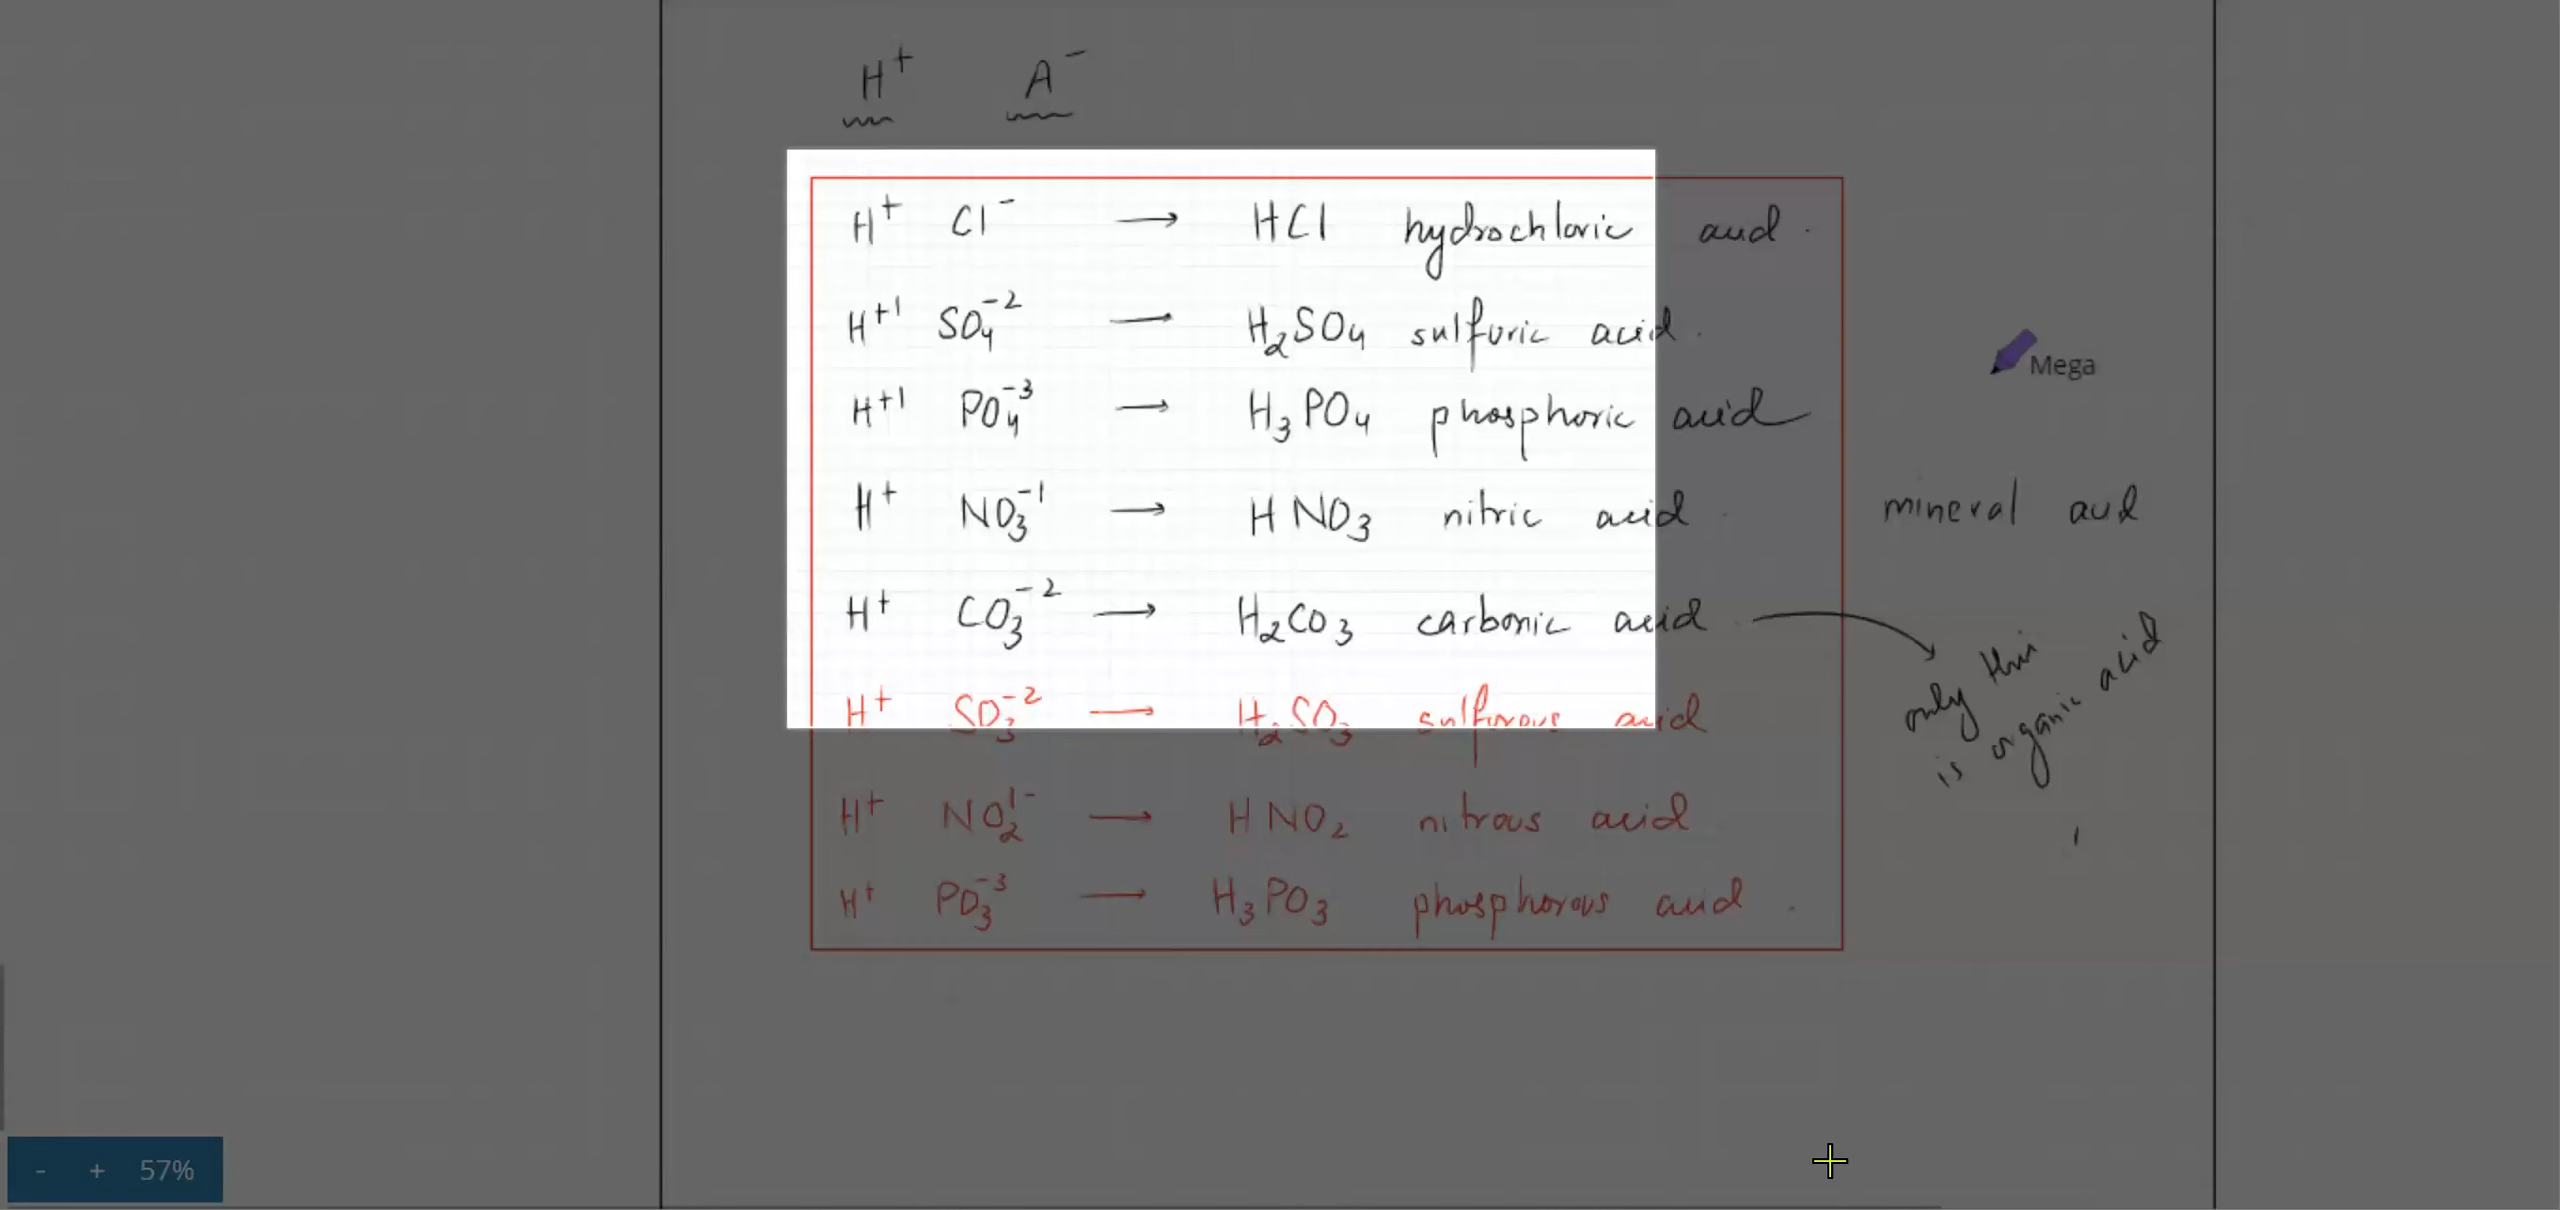 H⁺ A⁻
H⁺ Cl⁻ → HCl hydrochloric acid.
H⁺¹ SO₄⁻² → H₂SO₄ sulfuric acid.
Mega
H⁺¹ PO₄⁻³ → H₃PO₄ phosphoric acid
H⁺ NO₃⁻¹ → HNO₃ nitric acid
mineral acid
H⁺ CO₃⁻² → H₂CO₃ carbonic acid →
only this
is organic acid
H⁺ SO₃⁻² → H₂SO₃ sulfurous acid
H⁺ NO₂¹⁻ → HNO₂ nitrous acid
H⁺ PO₃⁻³ → H₃PO₃ phosphorous acid.
- + 57%